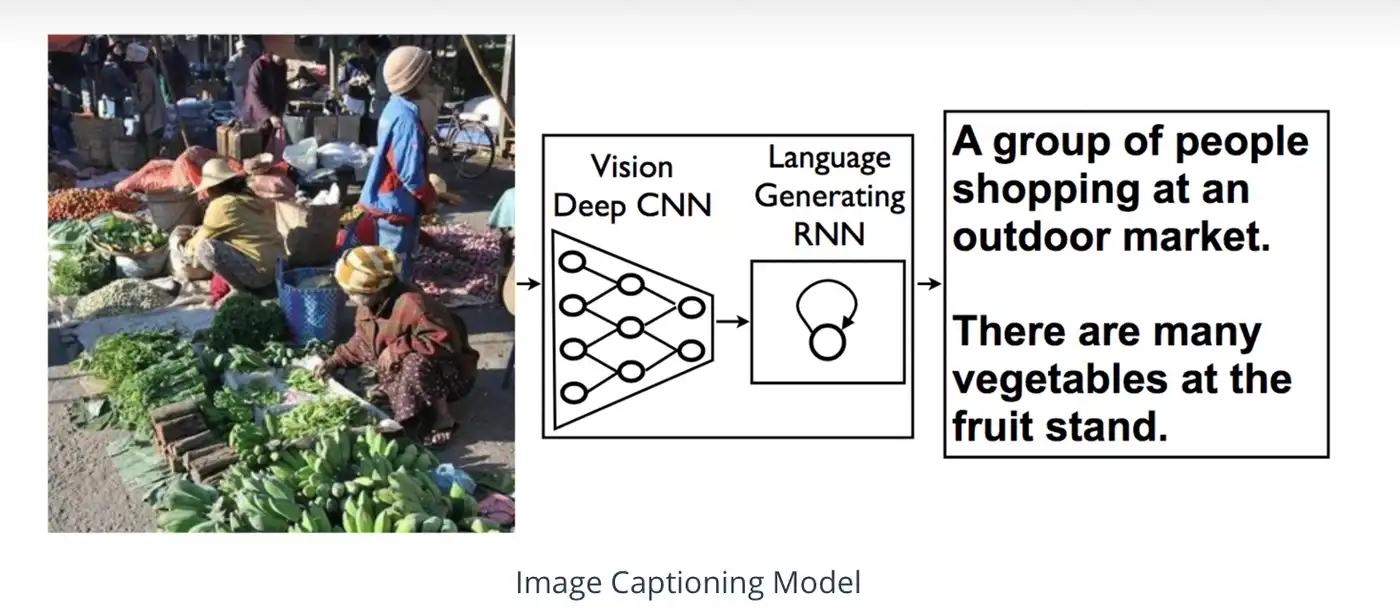 Vision
Deep CNN
Language
Generating
RNN
A group of people
shopping at an
outdoor market.
There are many
vegetables at the
fruit stand.
Image Captioning Model